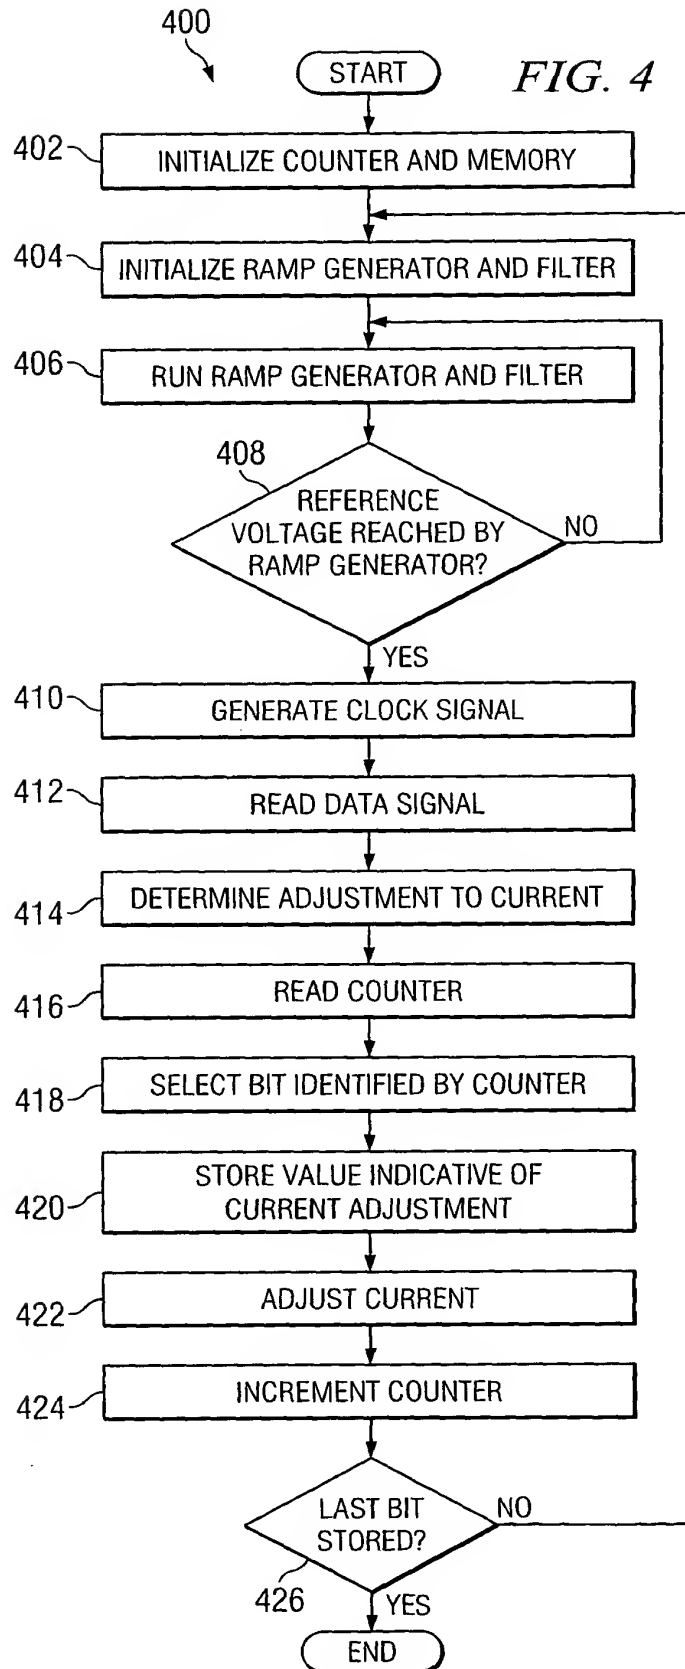 400
START
FIG. 4
402
INITIALIZE COUNTER AND MEMORY
404
INITIALIZE RAMP GENERATOR AND FILTER
406
RUN RAMP GENERATOR AND FILTER
408
REFERENCE
VOLTAGE REACHED BY
RAMP GENERATOR?
NO
YES
410
GENERATE CLOCK SIGNAL
412
READ DATA SIGNAL
414
DETERMINE ADJUSTMENT TO CURRENT
416
READ COUNTER
418
SELECT BIT IDENTIFIED BY COUNTER
420
STORE VALUE INDICATIVE OF
CURRENT ADJUSTMENT
422
ADJUST CURRENT
424
INCREMENT COUNTER
LAST BIT
STORED?
NO
426
YES
END